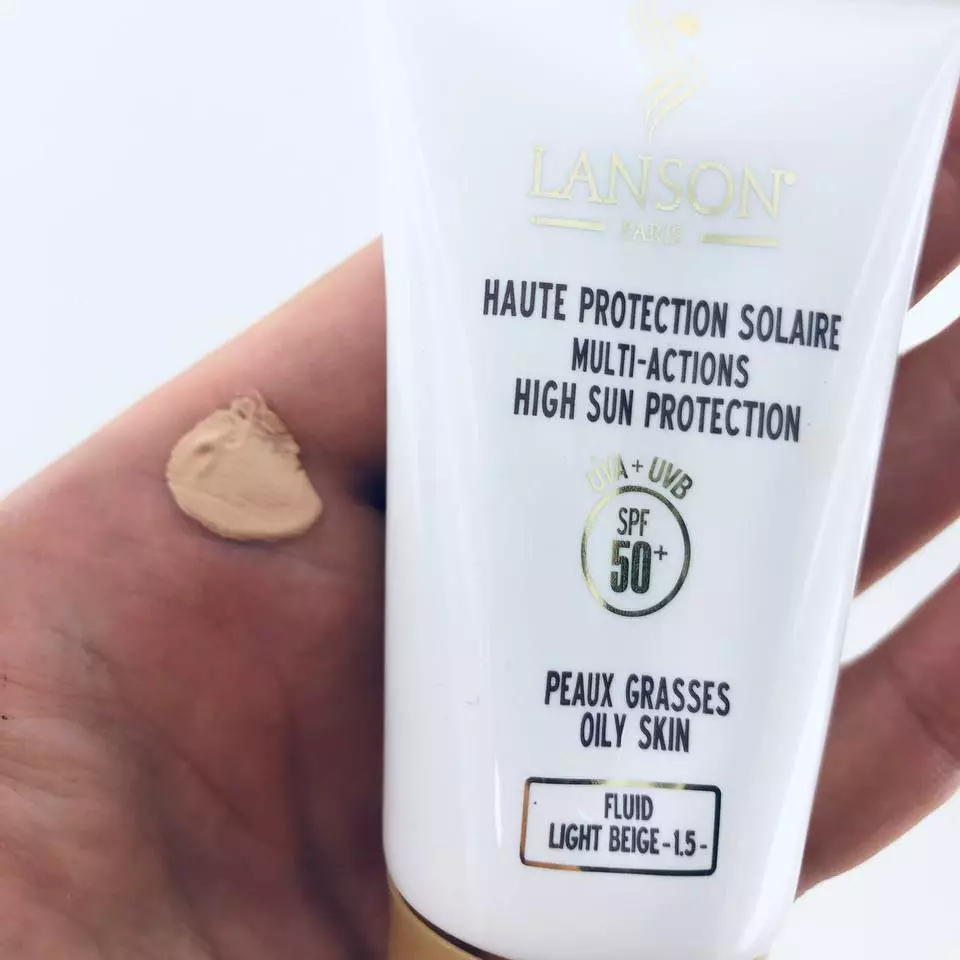 LANSON
PARIS
HAUTE PROTECTION SOLAIRE
MULTI-ACTIONS
HIGH SUN PROTECTION
UVA + UVB
SPF
50+
PEAUX GRASSES
OILY SKIN
FLUID
LIGHT BEIGE -1.5-